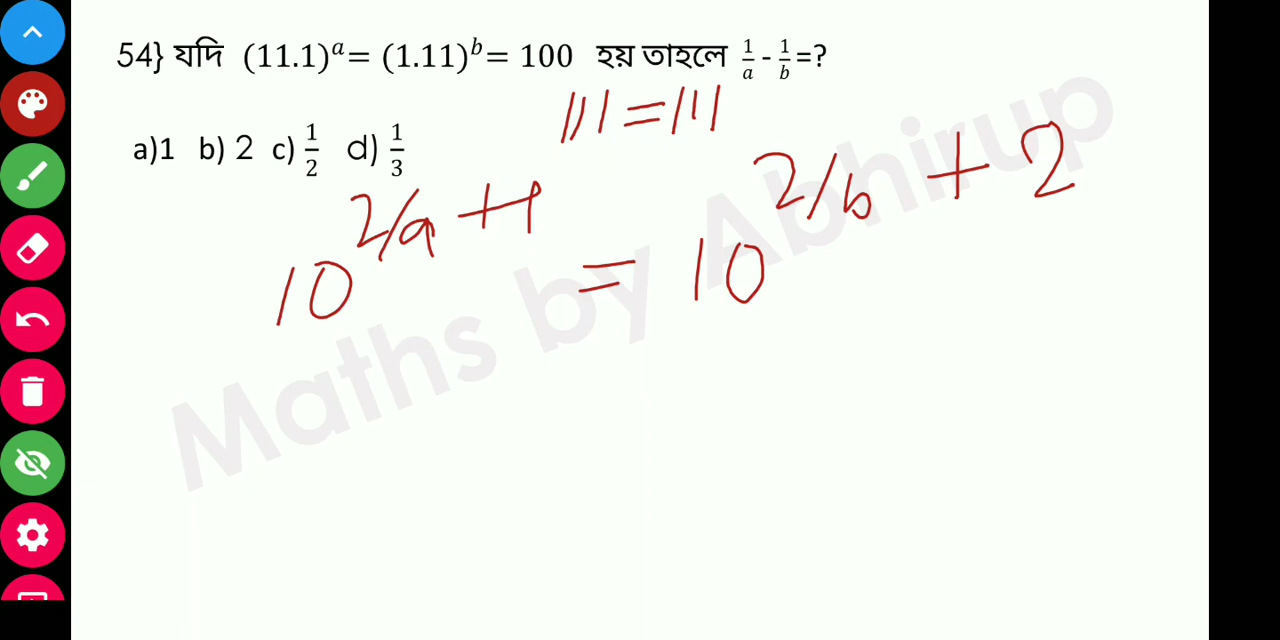 54} যদি (11.1)ᵃ= (1.11)ᵇ= 100 হয় তাহলে 1/a - 1/b =?
111 = 111
a)1 b) 2 c) 1/2 d) 1/3
10^(2/a + 1) = 10^(2/b + 2)
Maths by Abhirup